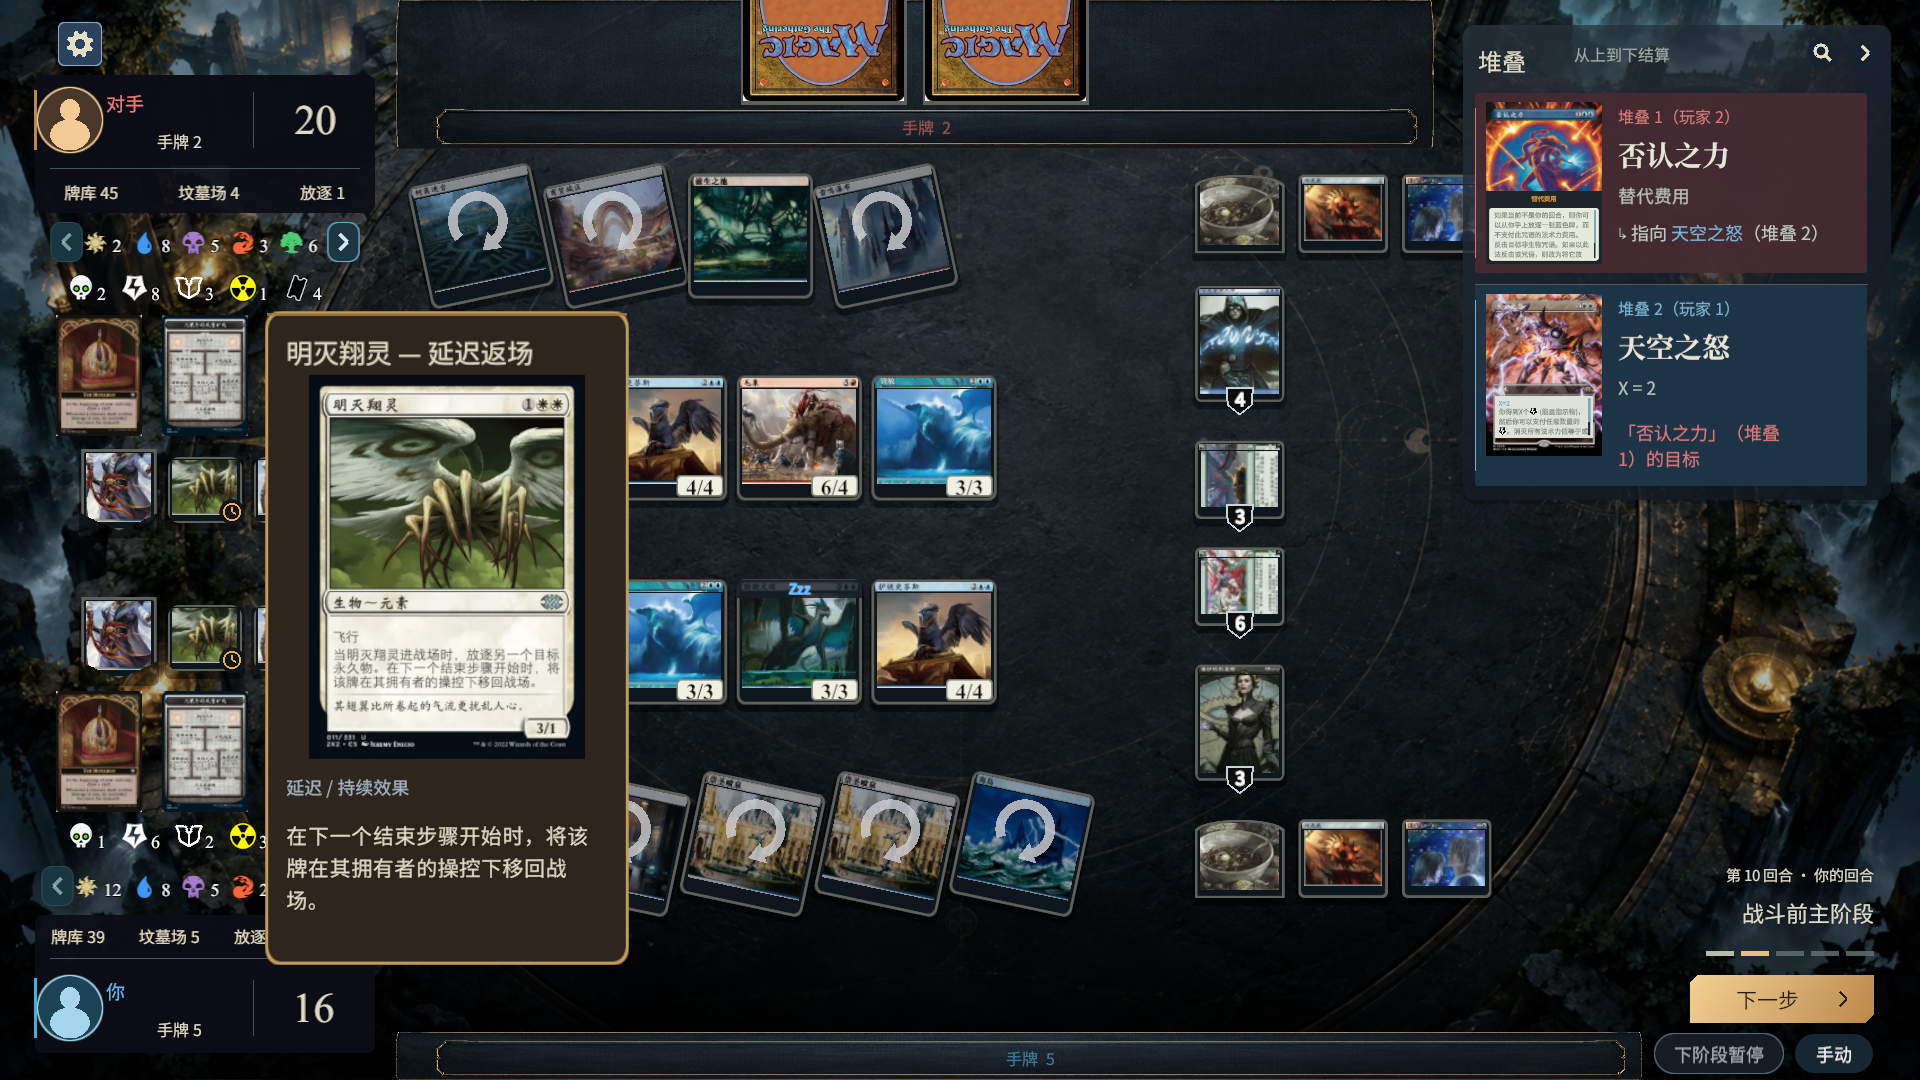 对手
手牌 2
20
牌库 45
坟墓场 4
放逐 1
2
8
5
3
6
2
8
3
1
4
手牌 2
明灭翔灵 — 延迟返场
明灭翔灵
1
生物～元素
飞行
当明灭翔灵进战场时，放逐另一个目标
永久物。在下一个结束步骤开始时，将
该牌在其拥有者的操控下移回战场。
其翅翼比所卷起的气流更扰乱人心。
3/1
延迟 / 持续效果
在下一个结束步骤开始时，将该
牌在其拥有者的操控下移回战
场。
4/4
6/4
3/3
Zzz
3/3
3/3
4/4
4
3
6
3
堆叠
从上到下结算
堆叠 1（玩家 2）
否认之力
替代费用
↳ 指向 天空之怒（堆叠 2）
堆叠 2（玩家 1）
天空之怒
X = 2
「否认之力」（堆叠
1）的目标
1
6
2
3
12
8
5
2
牌库 39
坟墓场 5
放逐
你
手牌 5
16
手牌 5
第 10 回合 · 你的回合
战斗前主阶段
下一步
下阶段暂停
手动